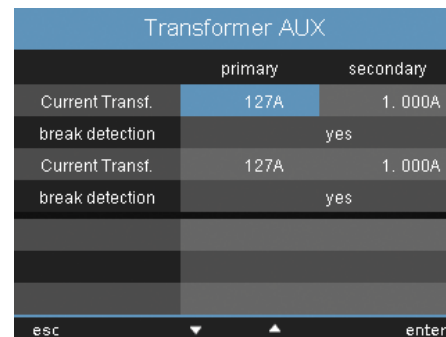 Transformer AUX
primary secondary
Current Transf. 127A 1. 000A
break detection yes
Current Transf. 127A 1. 000A
break detection yes
esc ▼ ▲ enter